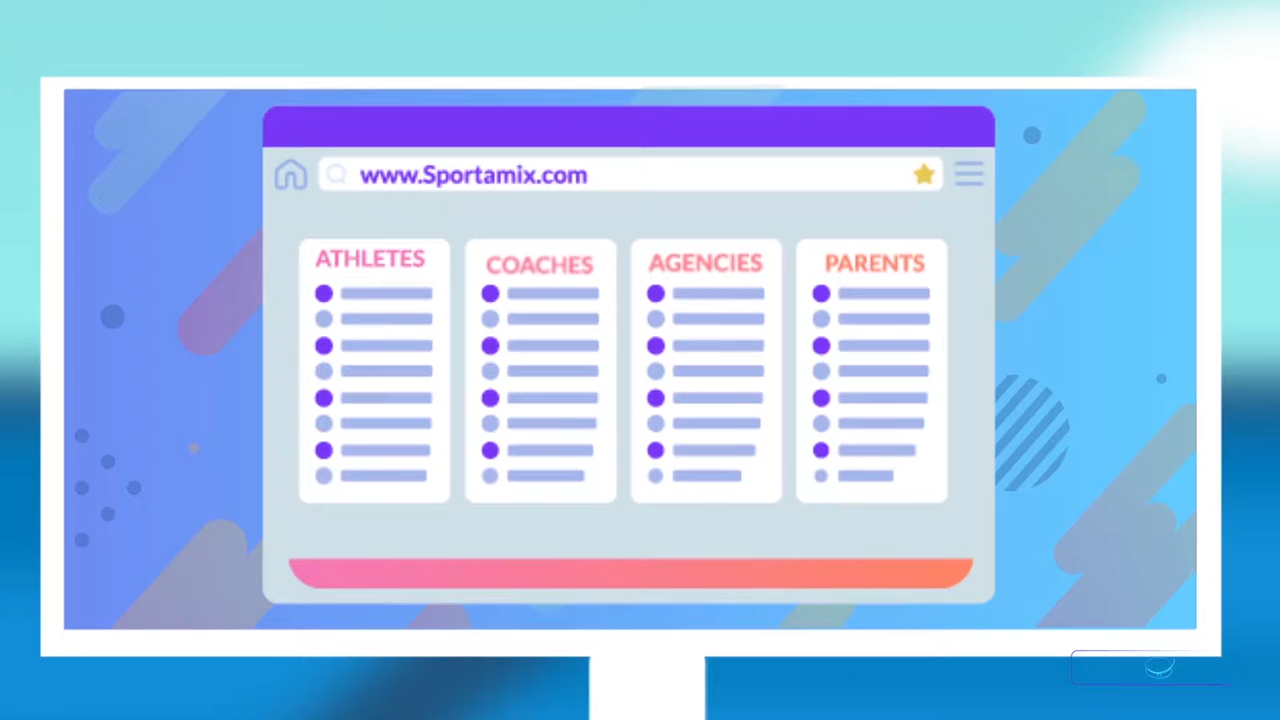 www.Sportamix.com
ATHLETES
COACHES
AGENCIES
PARENTS